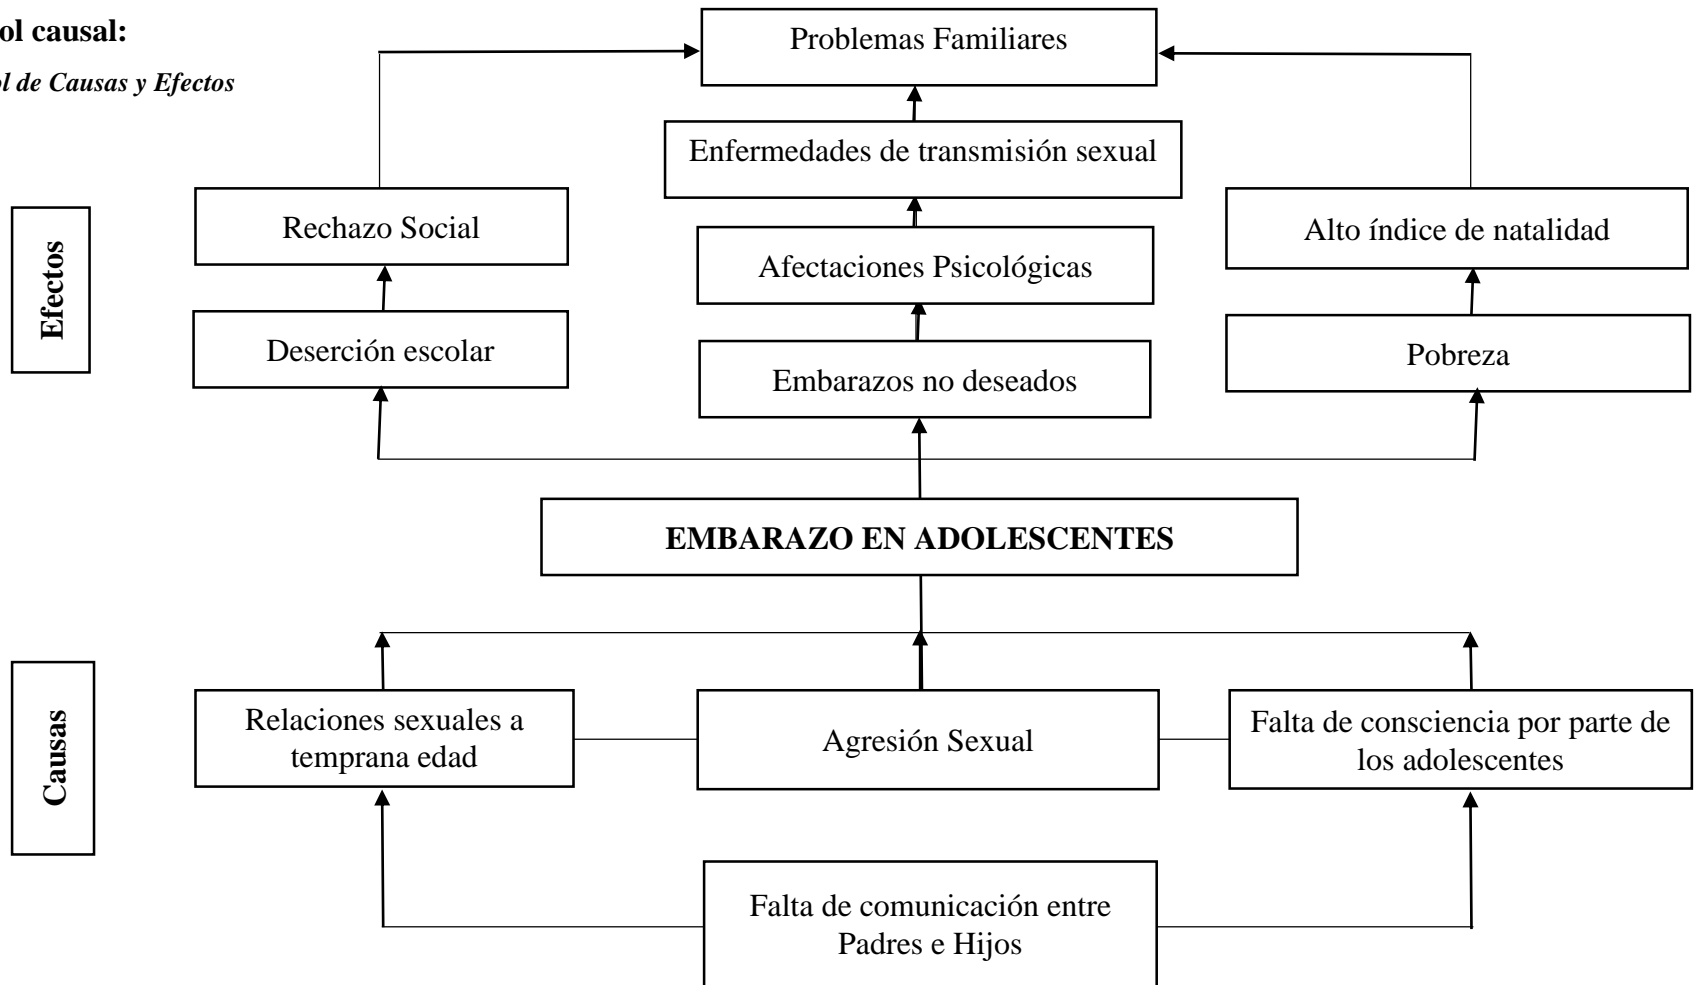 ol causal:
ol de Causas y Efectos
Problemas Familiares
Enfermedades de transmisión sexual
Rechazo Social
Afectaciones Psicológicas
Alto índice de natalidad
Efectos
Deserción escolar
Embarazos no deseados
Pobreza
EMBARAZO EN ADOLESCENTES
Causas
Relaciones sexuales a
temprana edad
Agresión Sexual
Falta de consciencia por parte de
los adolescentes
Falta de comunicación entre
Padres e Hijos